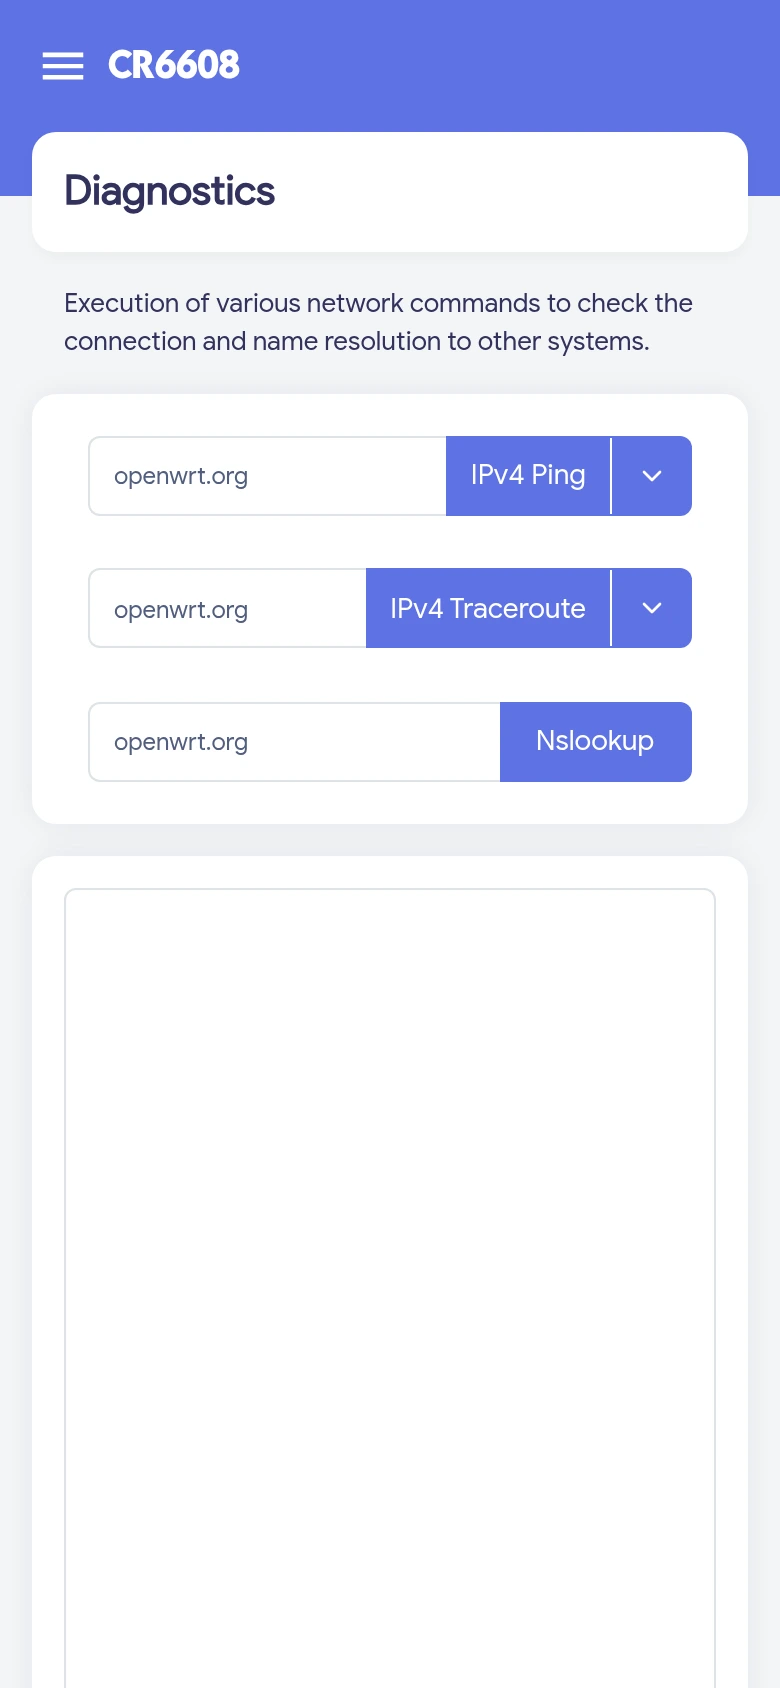 CR6608
Diagnostics
Execution of various network commands to check the
connection and name resolution to other systems.
openwrt.org IPv4 Ping
openwrt.org IPv4 Traceroute
openwrt.org Nslookup